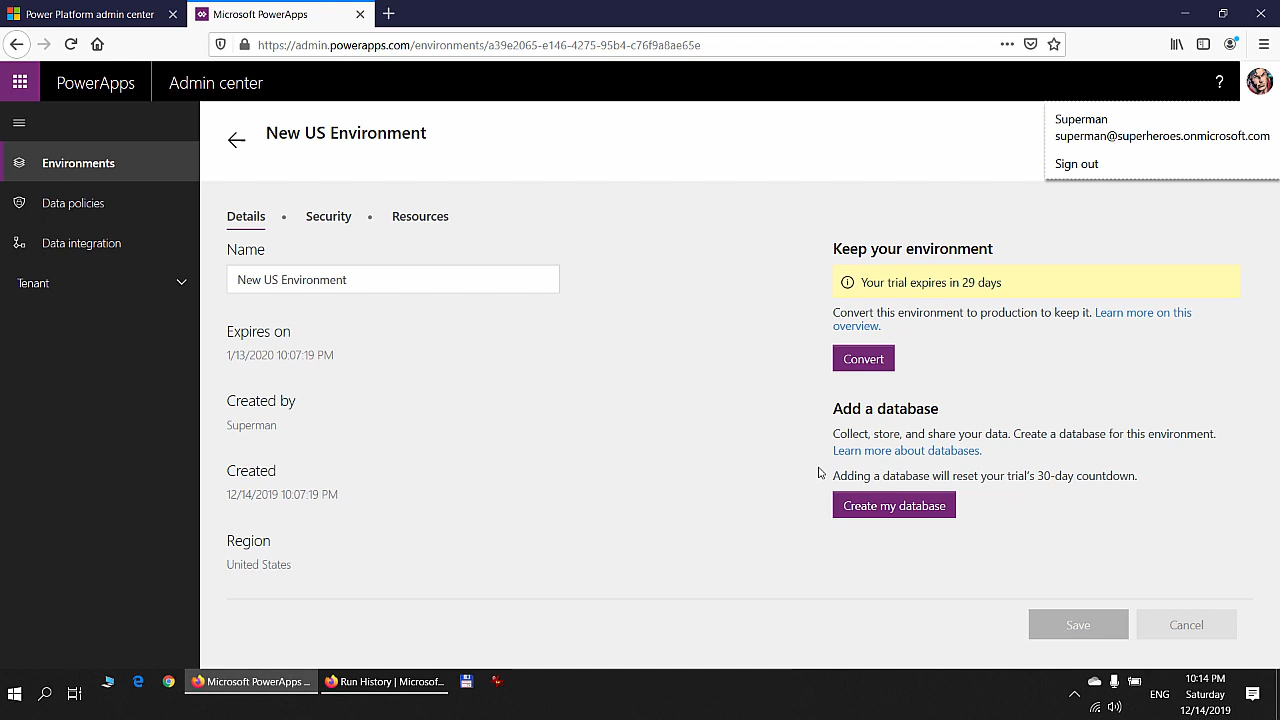 Power Platform admin center
Microsoft PowerApps
https://admin.powerapps.com/environments/a39e2065-e146-4275-95b4-c76f9a8ae65e
PowerApps
Admin center
?
Superman
superman@superheroes.onmicrosoft.com
Sign out
Environments
Data policies
Data integration
Tenant
New US Environment
Details • Security • Resources
Name
New US Environment
Expires on
1/13/2020 10:07:19 PM
Created by
Superman
Created
12/14/2019 10:07:19 PM
Region
United States
Keep your environment
Your trial expires in 29 days
Convert this environment to production to keep it. Learn more on this
overview.
Convert
Add a database
Collect, store, and share your data. Create a database for this environment.
Learn more about databases.
Adding a database will reset your trial's 30-day countdown.
Create my database
Save
Cancel
Microsoft PowerApps ...
Run History | Microsof...
ENG
10:14 PM
Saturday
12/14/2019